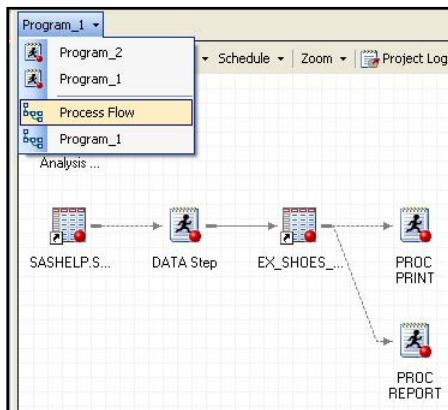 Program_1
Program_2
Program_1
Process Flow
Program_1
Schedule Zoom Project Log
Analysis ...
SASHELP.S... DATA Step EX_SHOES_... PROC
PRINT
PROC
REPORT